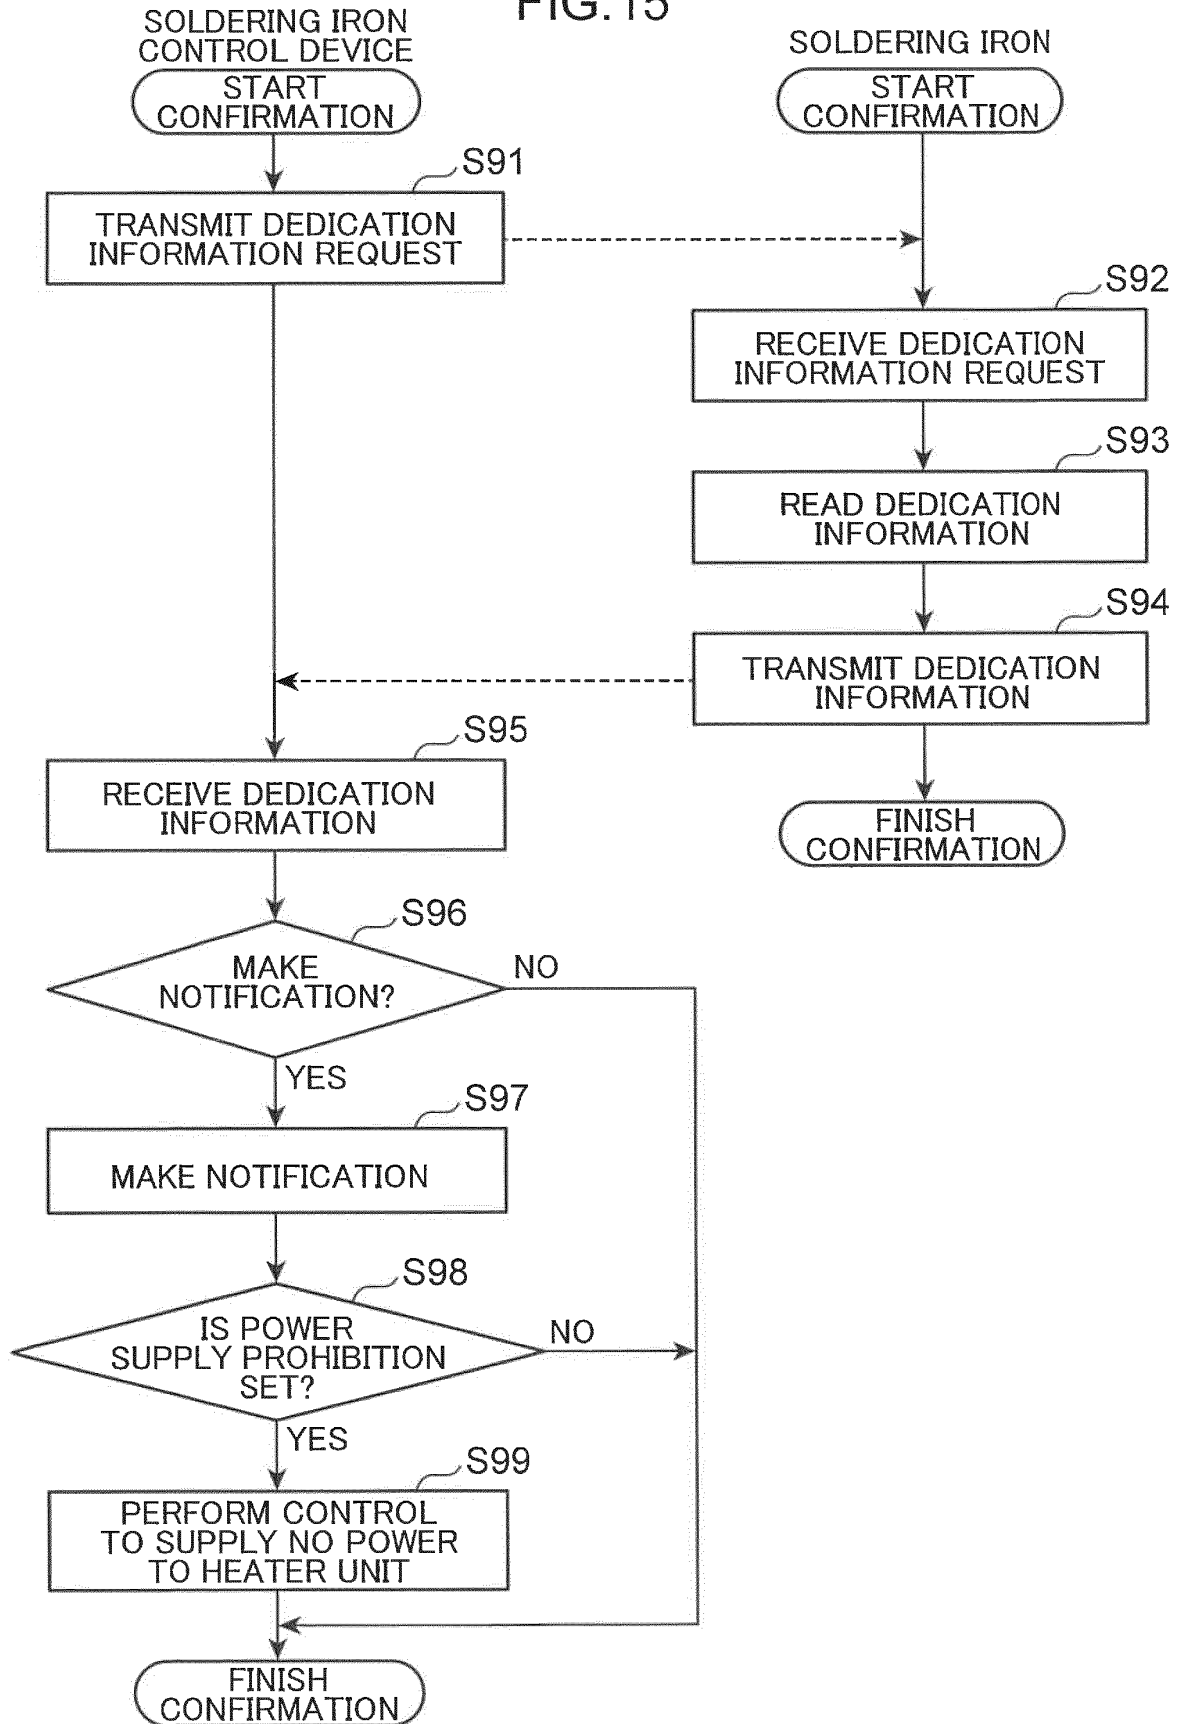 FIG.15
SOLDERING IRON
CONTROL DEVICE
START
CONFIRMATION
S91
TRANSMIT DEDICATION
INFORMATION REQUEST
SOLDERING IRON
START
CONFIRMATION
S92
RECEIVE DEDICATION
INFORMATION REQUEST
S93
READ DEDICATION
INFORMATION
S94
TRANSMIT DEDICATION
INFORMATION
FINISH
CONFIRMATION
S95
RECEIVE DEDICATION
INFORMATION
S96
MAKE
NOTIFICATION?
NO
YES
S97
MAKE NOTIFICATION
S98
IS POWER
SUPPLY PROHIBITION
SET?
NO
YES
S99
PERFORM CONTROL
TO SUPPLY NO POWER
TO HEATER UNIT
FINISH
CONFIRMATION